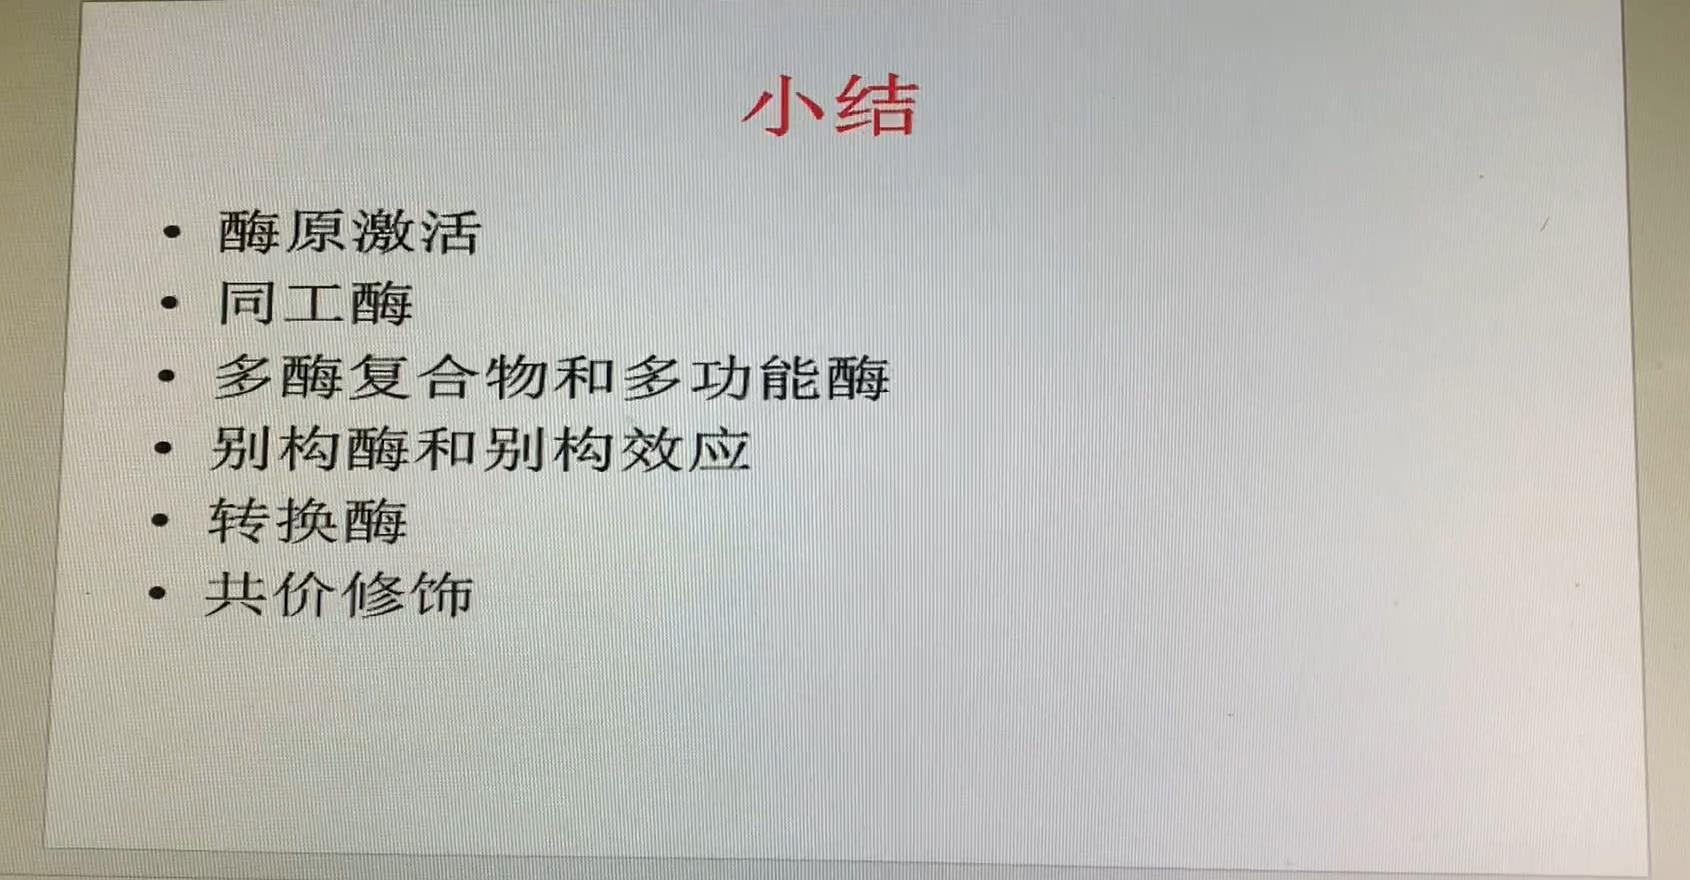 小结
• 酶原激活
• 同工酶
• 多酶复合物和多功能酶
• 别构酶和别构效应
• 转换酶
• 共价修饰